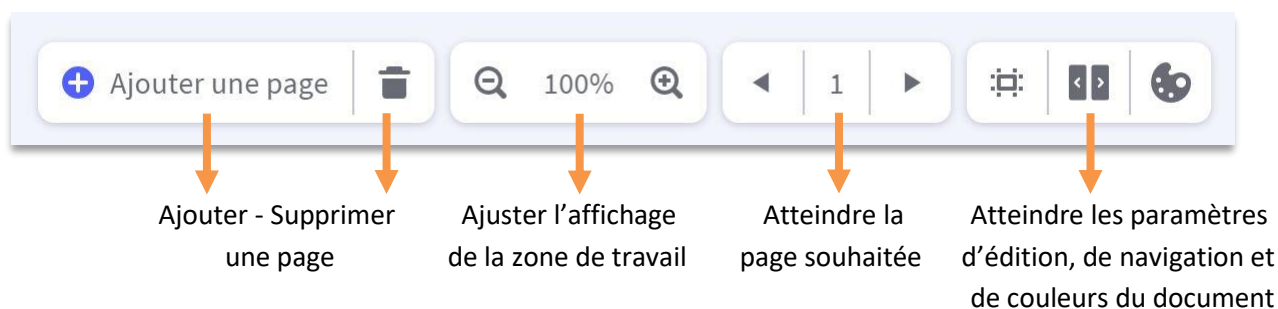 Ajouter une page
100%
1
Ajouter - Supprimer
une page
Ajuster l’affichage
de la zone de travail
Atteindre la
page souhaitée
Atteindre les paramètres
d’édition, de navigation et
de couleurs du document